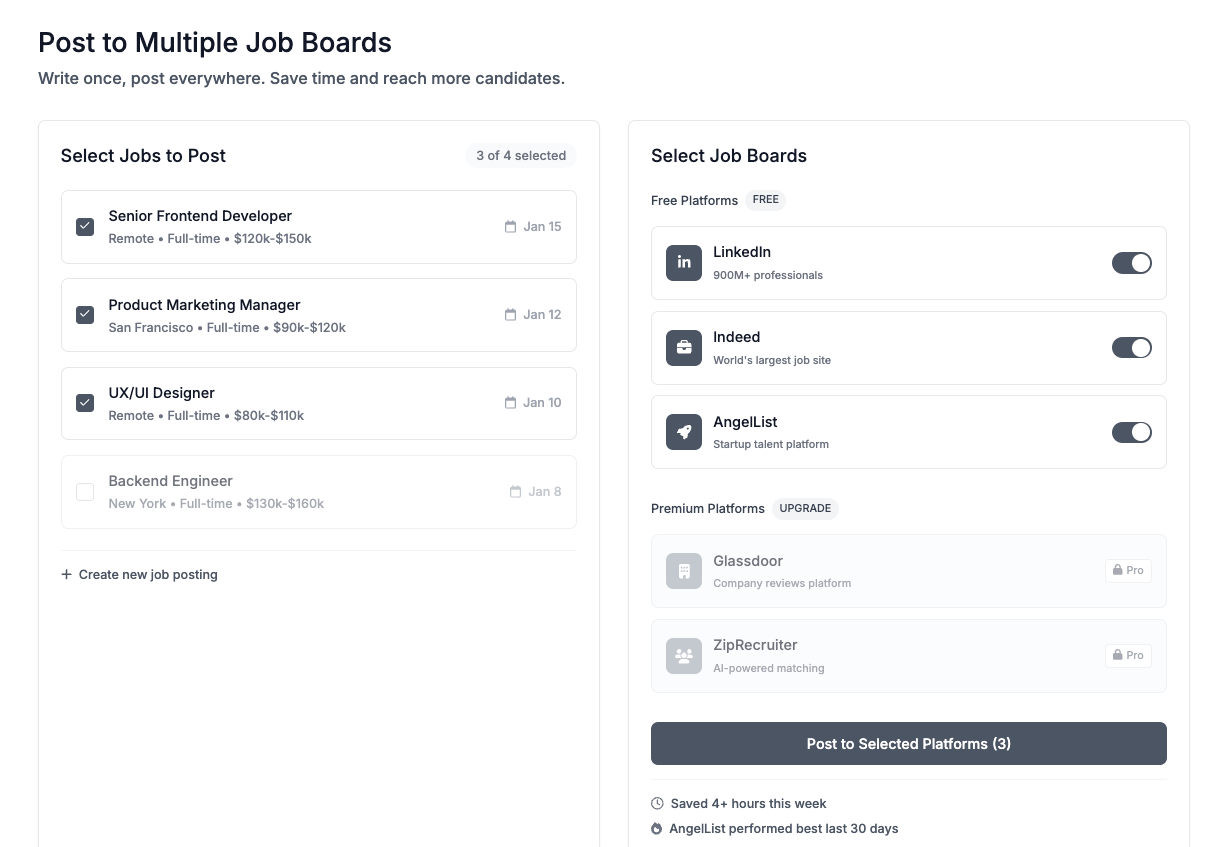 Post to Multiple Job Boards
Write once, post everywhere. Save time and reach more candidates.
Select Jobs to Post
3 of 4 selected
Senior Frontend Developer
Remote • Full-time • $120k-$150k
Jan 15
Product Marketing Manager
San Francisco • Full-time • $90k-$120k
Jan 12
UX/UI Designer
Remote • Full-time • $80k-$110k
Jan 10
Backend Engineer
New York • Full-time • $130k-$160k
Jan 8
+ Create new job posting
Select Job Boards
Free Platforms FREE
in
LinkedIn
900M+ professionals
Indeed
World's largest job site
AngelList
Startup talent platform
Premium Platforms UPGRADE
Glassdoor
Company reviews platform
Pro
ZipRecruiter
AI-powered matching
Pro
Post to Selected Platforms (3)
Saved 4+ hours this week
AngelList performed best last 30 days